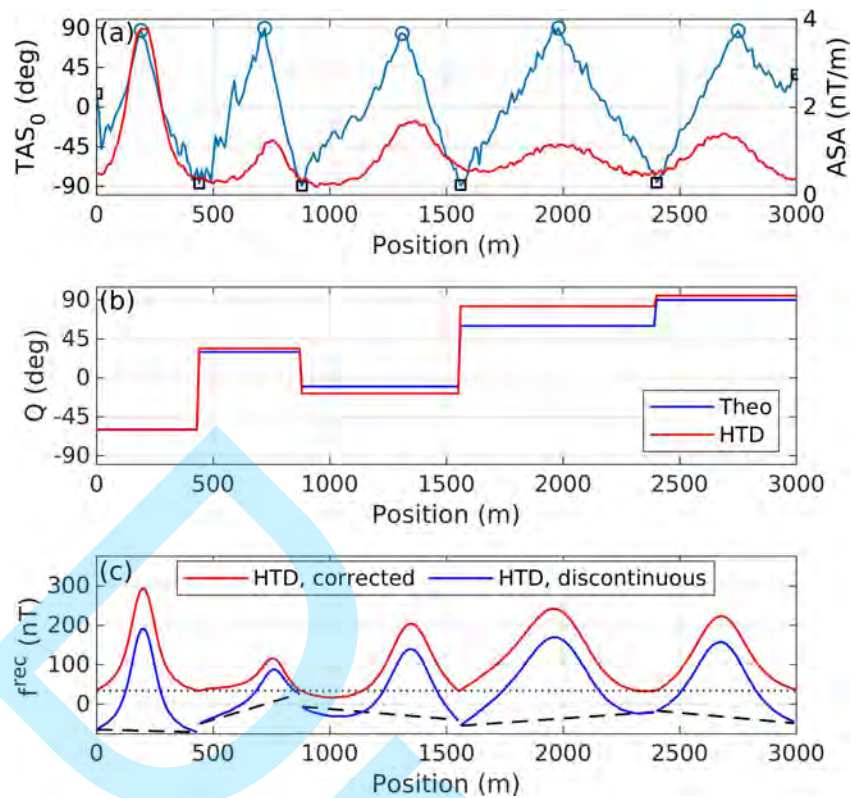 (a)
90
45
0
-45
-90
TAS0 (deg)
4
2
0
ASA (nT/m)
0 500 1000 1500 2000 2500 3000
Position (m)
(b)
90
45
0
-45
-90
Q (deg)
Theo
HTD
0 500 1000 1500 2000 2500 3000
Position (m)
(c)
HTD, corrected HTD, discontinuous
300
200
100
0
f^rec (nT)
0 500 1000 1500 2000 2500 3000
Position (m)